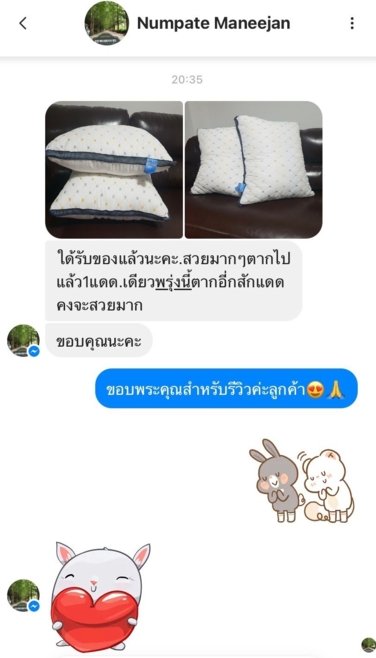 Numpate Maneejan
20:35
ใด้รับของแล้วนะคะ.สวยมากๆตากไป
แล้ว1แดด.เดียวพรุ่งนี้ตากอี่กสักแดด
คงจะสวยมาก
ขอบคุณนะคะ
ขอบพระคุณสำหรับรีวิวค่ะลูกค้า😍🙏